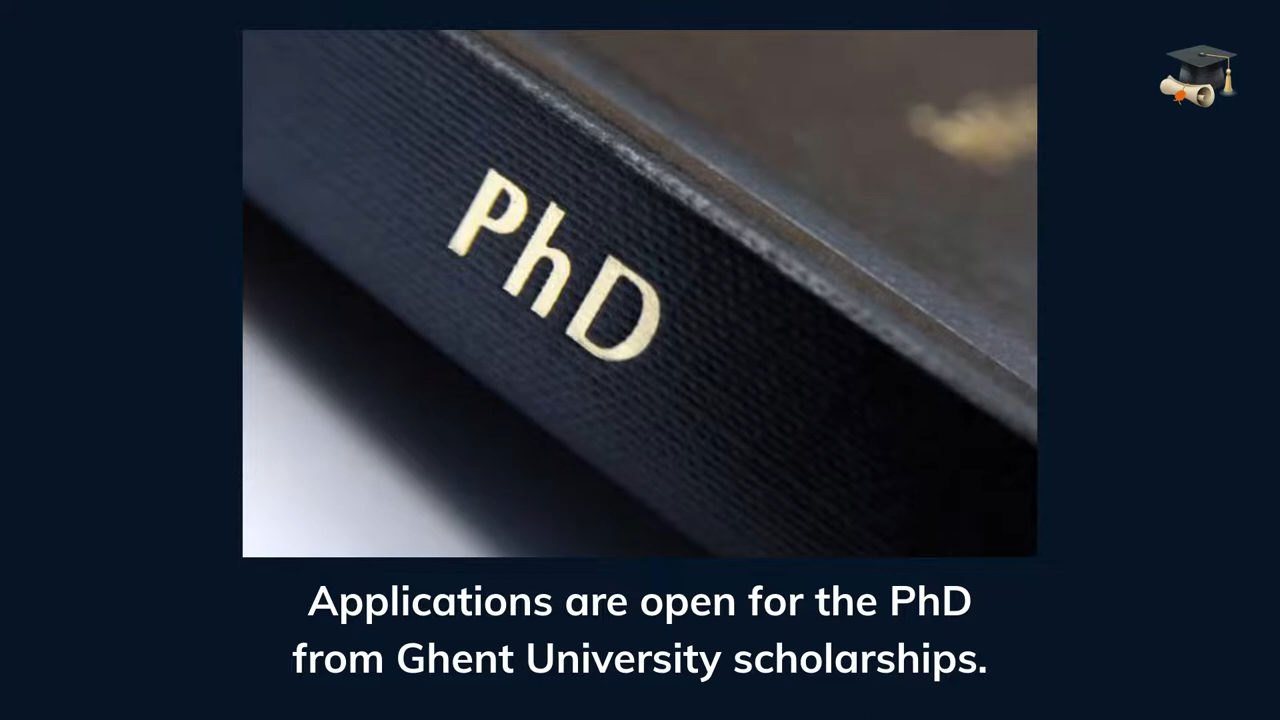 PhD
Applications are open for the PhD
from Ghent University scholarships.